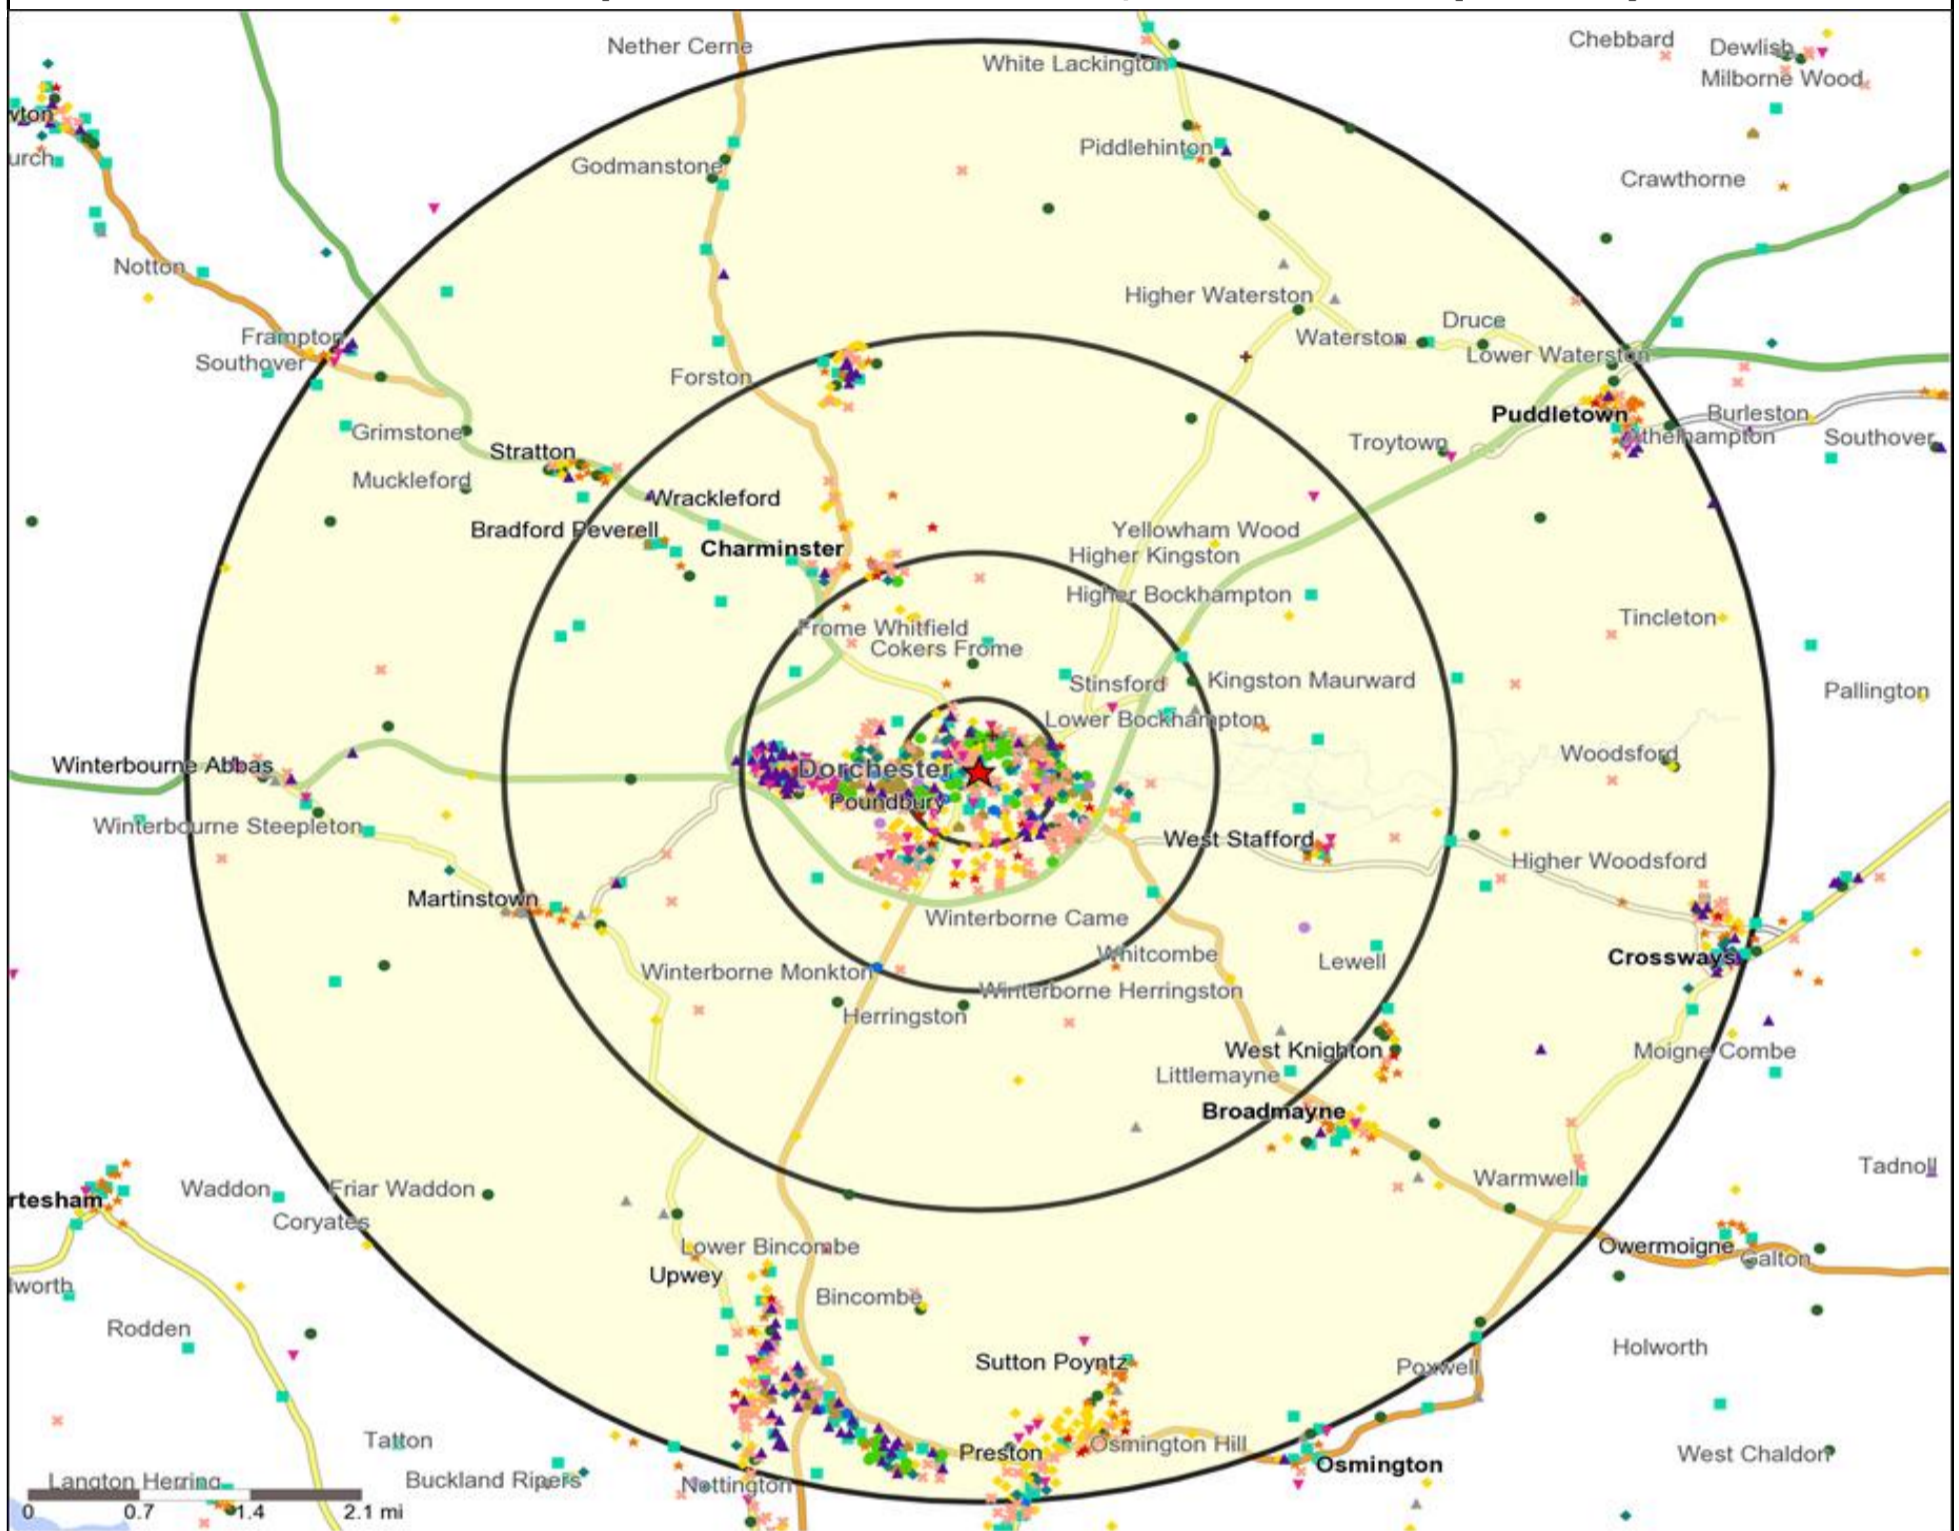 Nether Cerne
Chebbard
Dewlish
White Lackington
Milborne Wood
wton
Piddlehinton
urch
Godmanstone
Crawthorne
Notton
Higher Waterston
Druce
Frampton
Waterston
Southover
Lower Waterston
Forston
Puddletown
Burleston
Grimstone
Athelhampton
Southover
Troytown
Stratton
Muckleford
Wrackleford
Bradford Peverell
Yellowham Wood
Charminster
Higher Kingston
Higher Bockhampton
Tincleton
Frome Whitfield
Cokers Frome
Stinsford
Kingston Maurward
Pallington
Lower Bockhampton
Woodsford
Winterbourne Abbas
Dorchester
Poundbury
Winterbourne Steepleton
West Stafford
Higher Woodsford
Martinstown
Winterborne Came
Whitcombe
Crossways
Lewell
Winterborne Monkton
Winterborne Herringston
Herringston
West Knighton
Moigne Combe
Littlemayne
Broadmayne
Tadnoll
Warmwell
Waddon
Friar Waddon
rtesham
Coryates
Lower Bincombe
Owermoigne
Galton
Upwey
lworth
Bincombe
Rodden
Holworth
Sutton Poyntz
Poxwell
Tatton
Osmington Hill
Preston
West Chaldon
Osmington
Langton Herring
Buckland Ripers
Nottington
0 0.7 1.4 2.1 mi